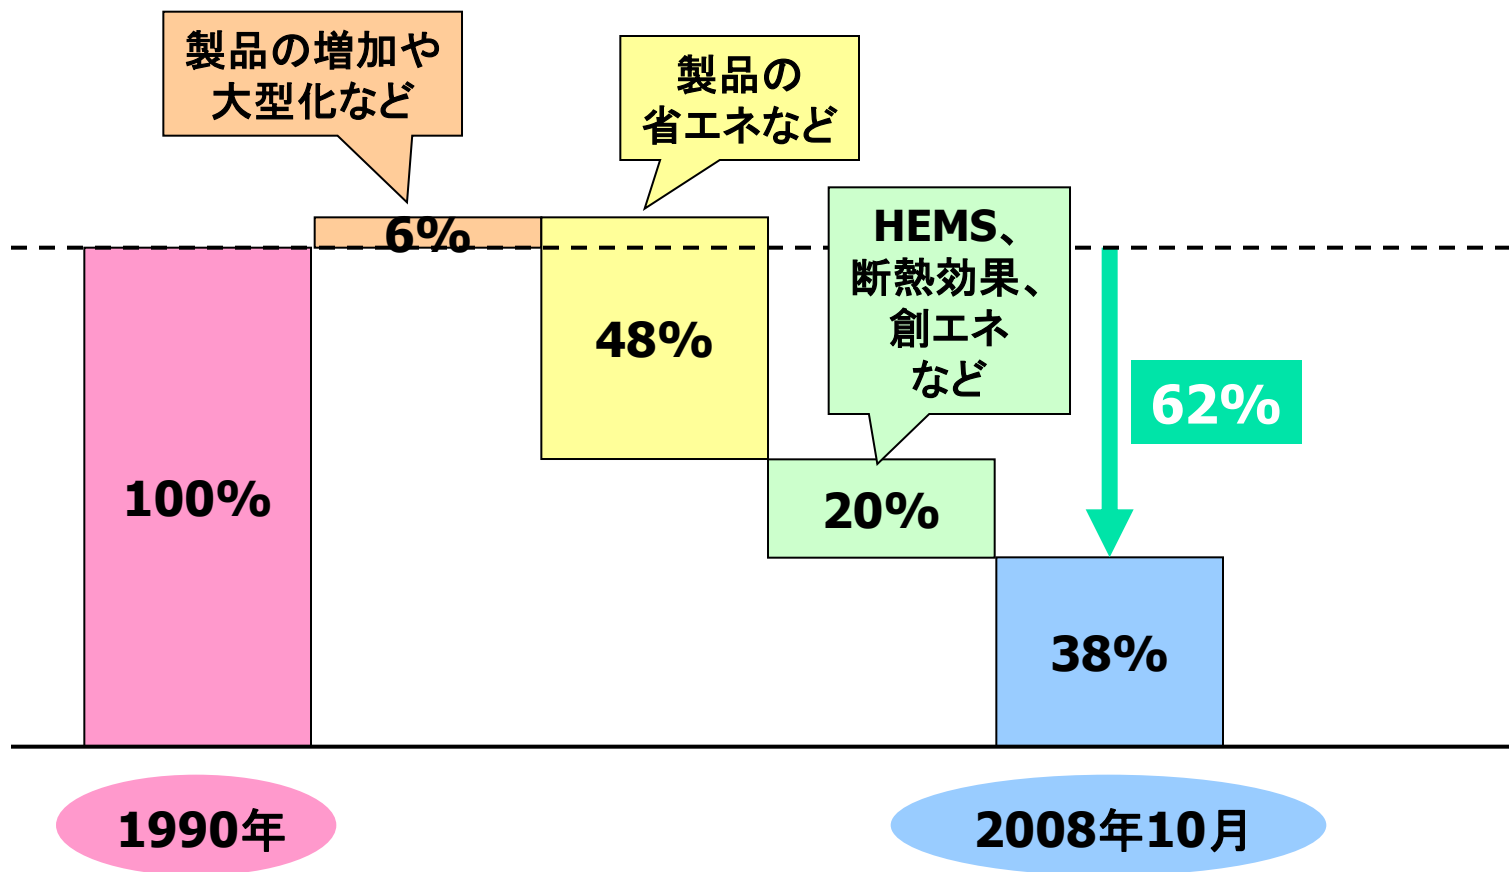 製品の増加や
大型化など
製品の
省エネなど
HEMS、
断熱効果、
創エネ
など
6%
48%
62%
100%
20%
38%
1990年
2008年10月